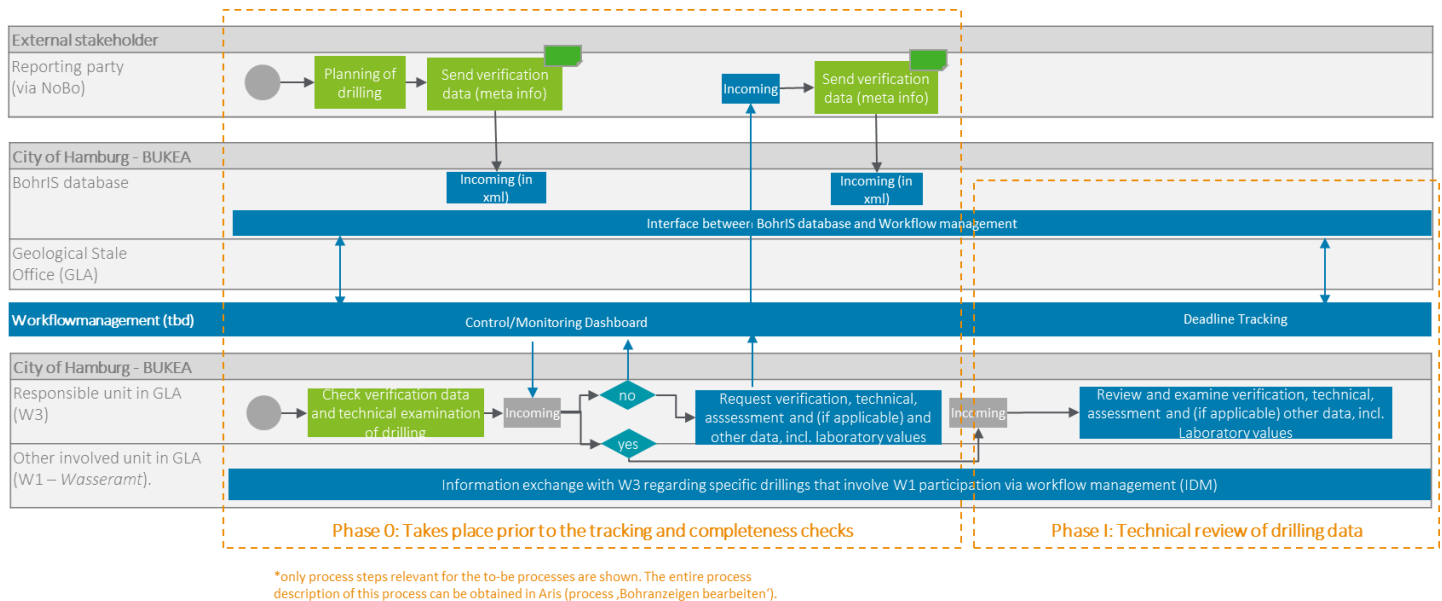 External stakeholder
Reporting party
(via NoBo)
Planning of
drilling
Send verification
data (meta info)
Incoming
Send verification
data (meta info)
City of Hamburg - BUKEA
BohrIS database
Incoming (in
xml)
Incoming (in
xml)
Interface between BohrIS database and Workflow management
Geological Stale
Office (GLA)
Workflowmanagement (tbd)
Control/Monitoring Dashboard
Deadline Tracking
City of Hamburg - BUKEA
Responsible unit in GLA
(W3)
Check verification data
and technical examination
of drilling
Incoming
no
yes
Request verification, technical,
asssessment and (if applicable) and
other data, incl. laboratory values
Incoming
Review and examine verification, technical,
assessment and (if applicable) other data, incl.
Laboratory values
Other involved unit in GLA
(W1 – Wasseramt).
Information exchange with W3 regarding specific drillings that involve W1 participation via workflow management (IDM)
Phase 0: Takes place prior to the tracking and completeness checks
Phase I: Technical review of drilling data
*only process steps relevant for the to-be processes are shown. The entire process
description of this process can be obtained in Aris (process ‚Bohranzeigen bearbeiten‘).